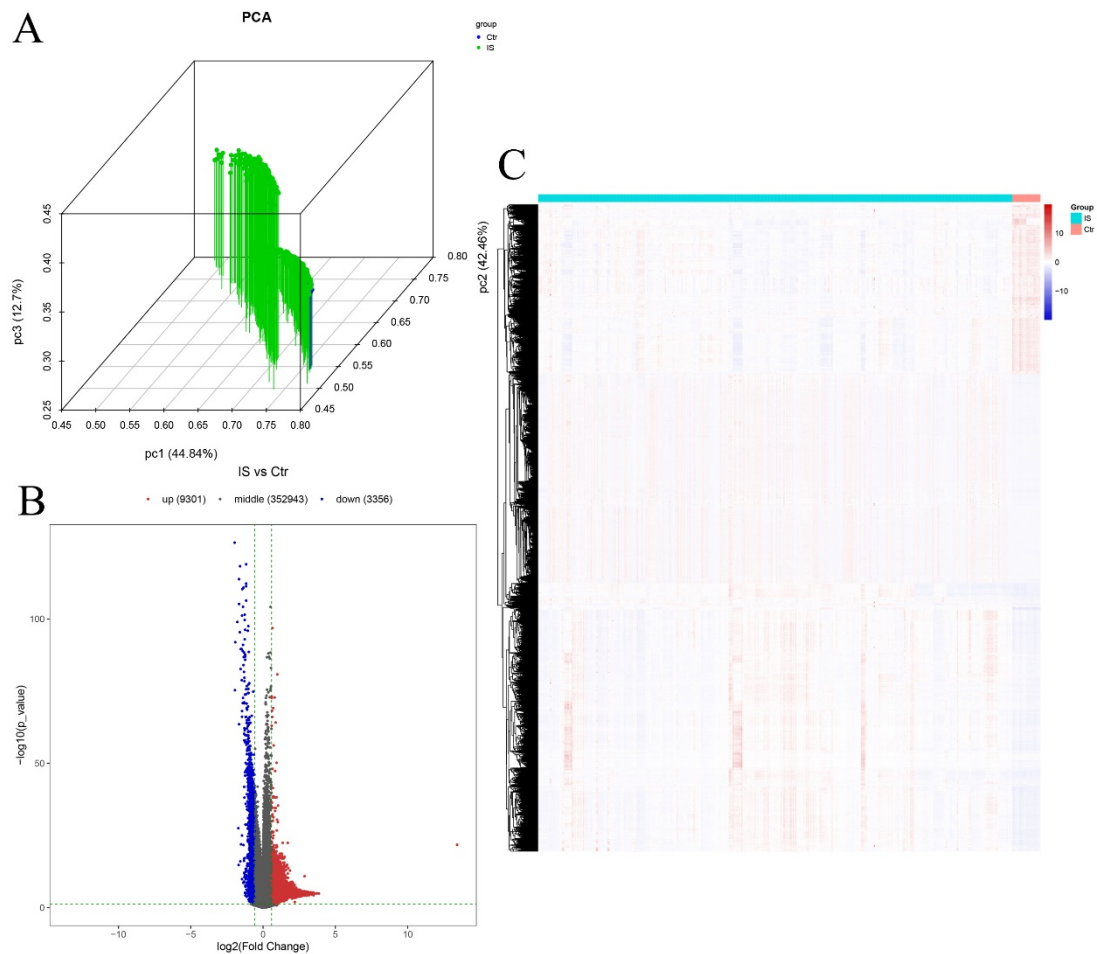 A
PCA
group
Ctr
IS
pc3 (12.7%)
0.45
0.40
0.35
0.30
0.25
0.45 0.50 0.55 0.60 0.65 0.70 0.75 0.80
pc1 (44.84%)
0.80
0.75
0.70
0.65
0.60
0.55
0.50
0.45
pc2 (42.46%)
B
IS vs Ctr
up (9301) middle (352943) down (3356)
−log10(p_value)
100
50
0
−10 −5 0 5 10
log2(Fold Change)
C
Group
IS
Ctr
10
0
−10